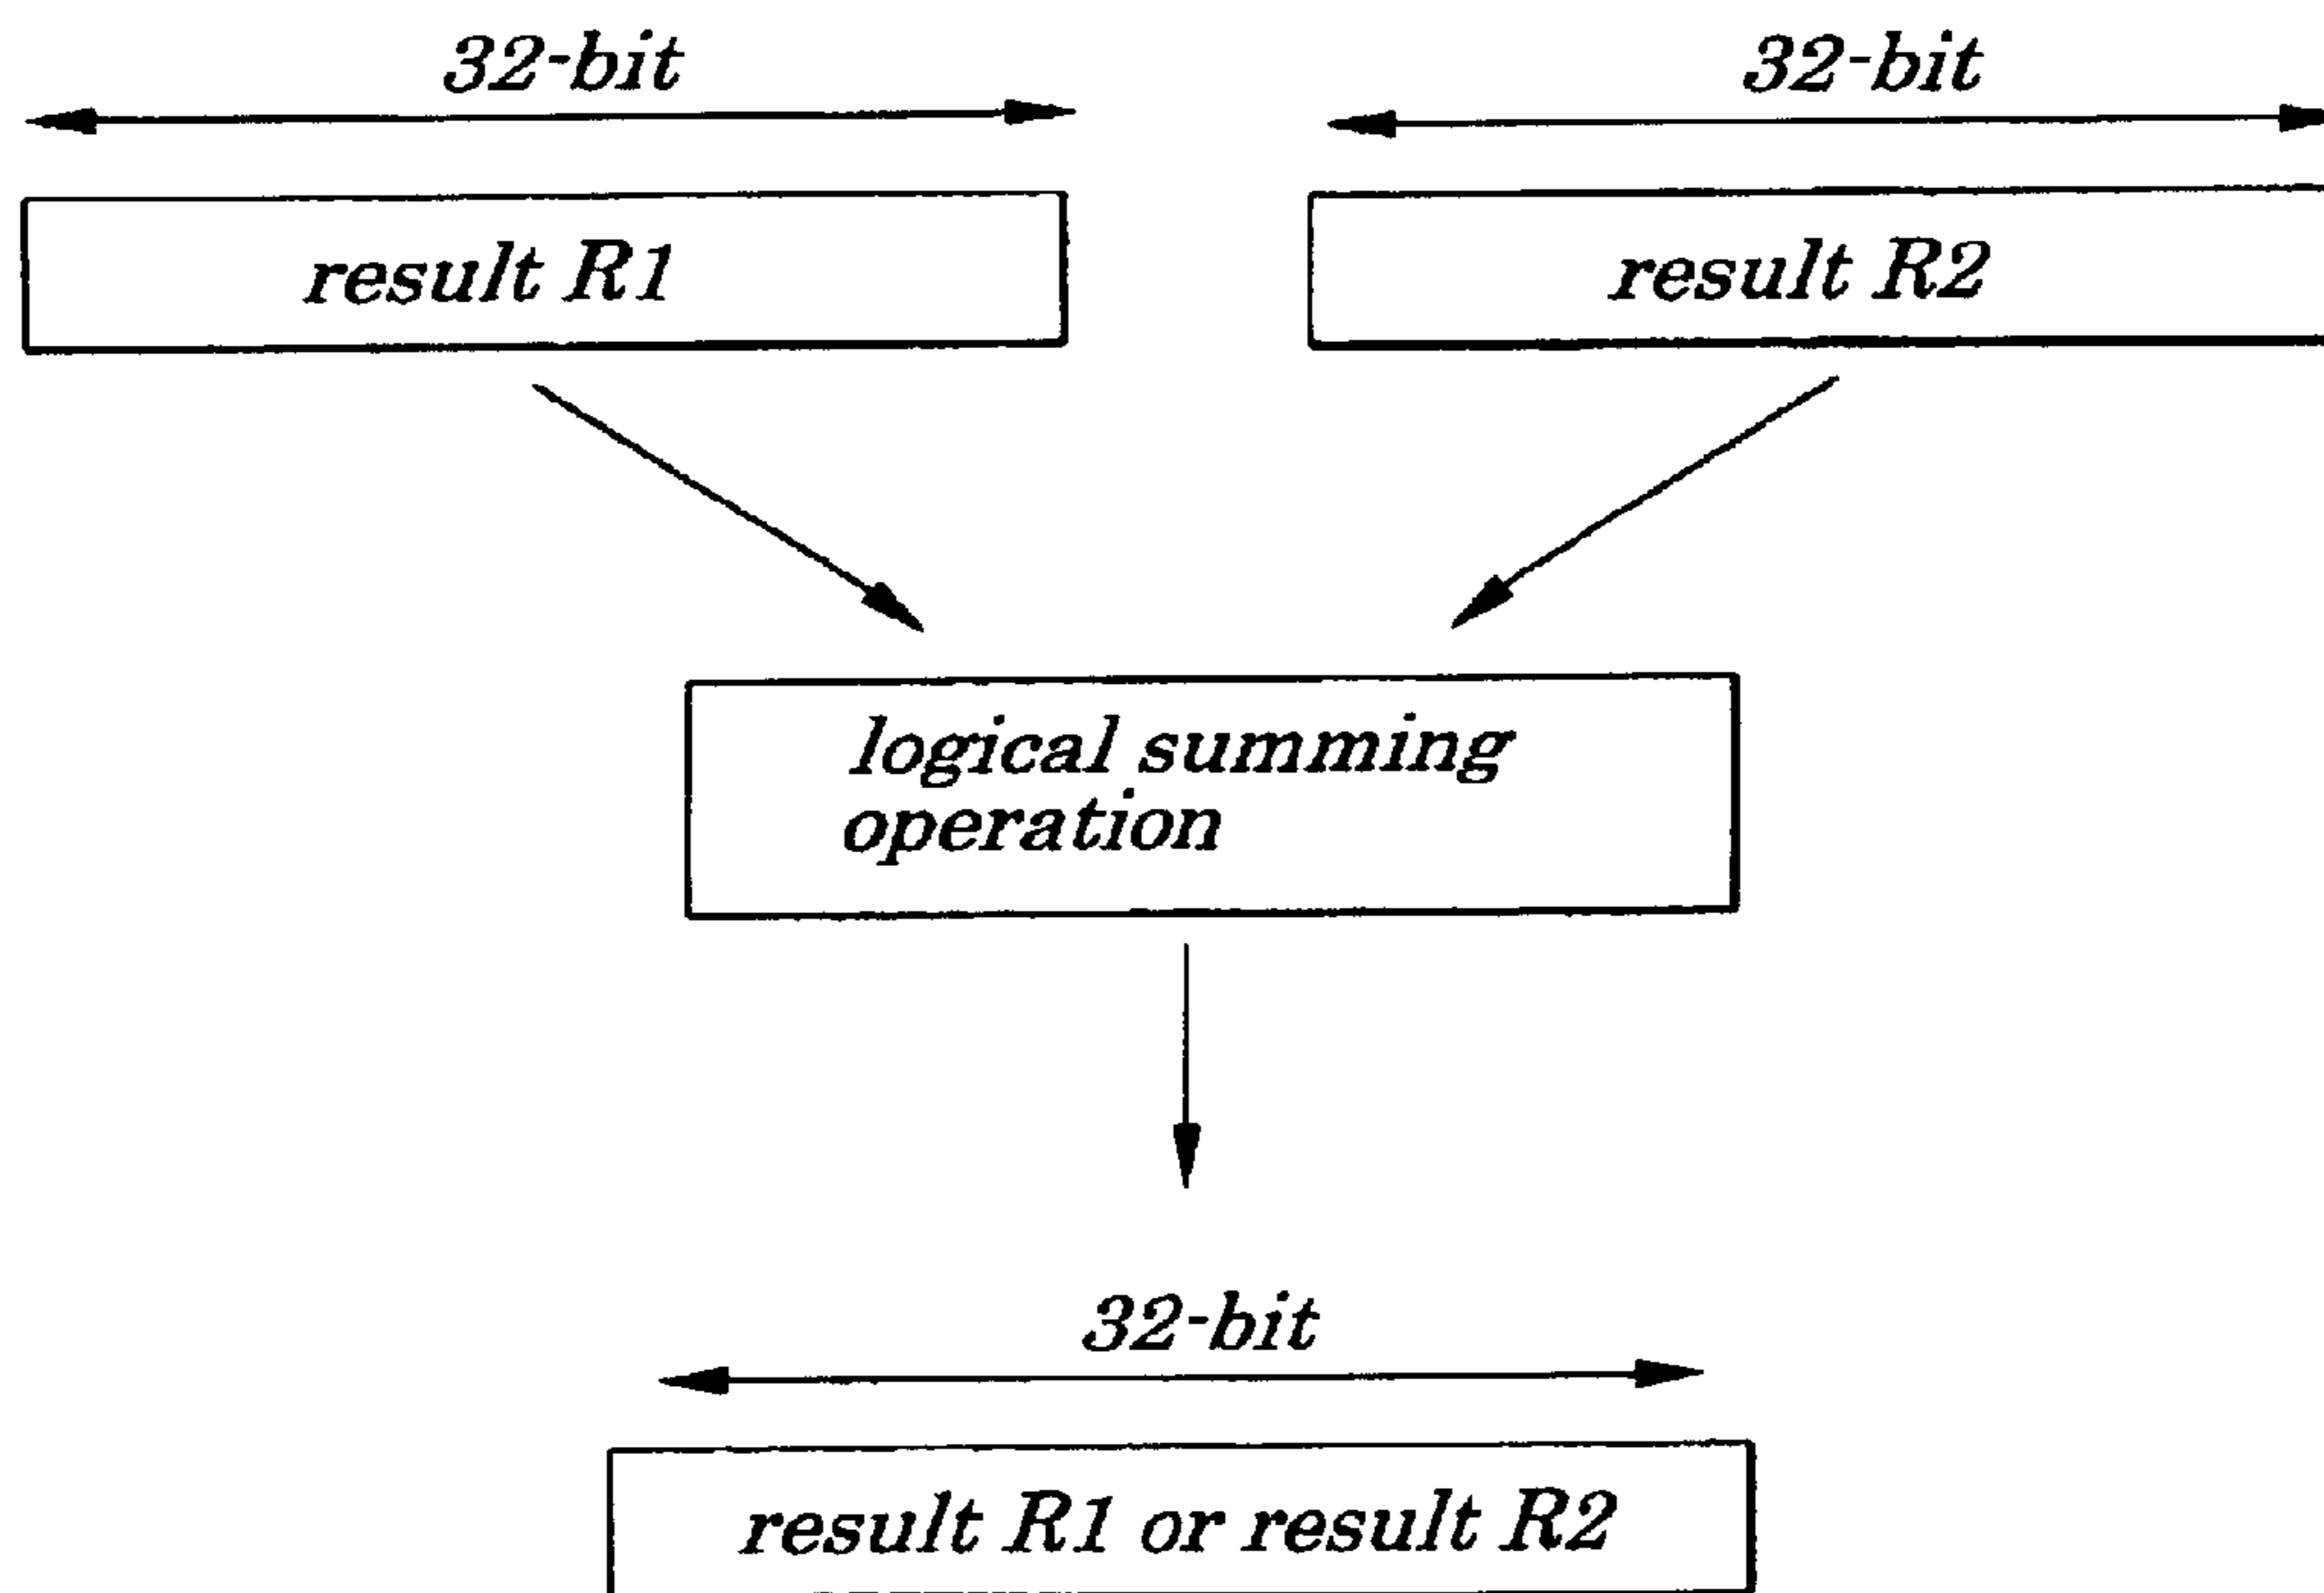 32-bit
32-bit
result R1
result R2
logical summing
operation
32-bit
result R1 or result R2